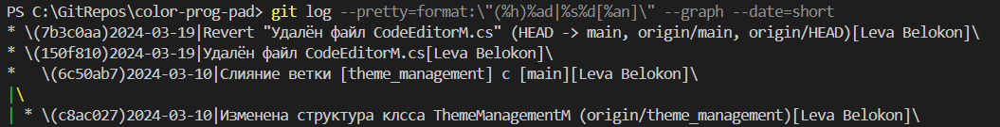 PS C:\GitRepos\color-prog-pad> git log --pretty=format:\"(%h)%ad|%s%d[%an]\" --graph --date=short
* \(7b3c0aa)2024-03-19|Revert "Удалён файл CodeEditorM.cs" (HEAD -> main, origin/main, origin/HEAD)[Leva Belokon]\
* \(150f810)2024-03-19|Удалён файл CodeEditorM.cs[Leva Belokon]\
*   \(6c50ab7)2024-03-10|Слияние ветки [theme_management] с [main][Leva Belokon]\
|\
| * \(c8ac027)2024-03-10|Изменена структура клсса ThemeManagementM (origin/theme_management)[Leva Belokon]\